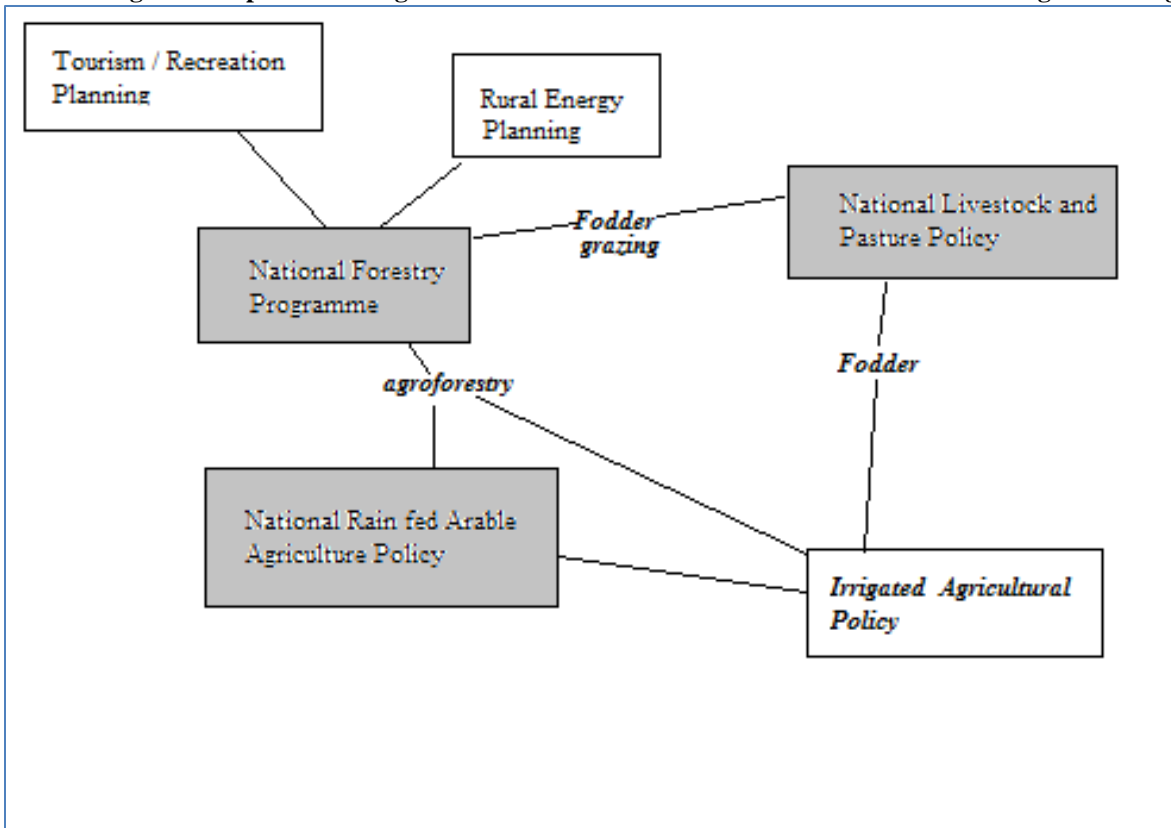 Tourism / Recreation
Planning
Rural Energy
Planning
National Livestock and
Pasture Policy
Fodder
grazing
National Forestry
Programme
Fodder
agroforestry
National Rain fed Arable
Agriculture Policy
Irrigated Agricultural
Policy